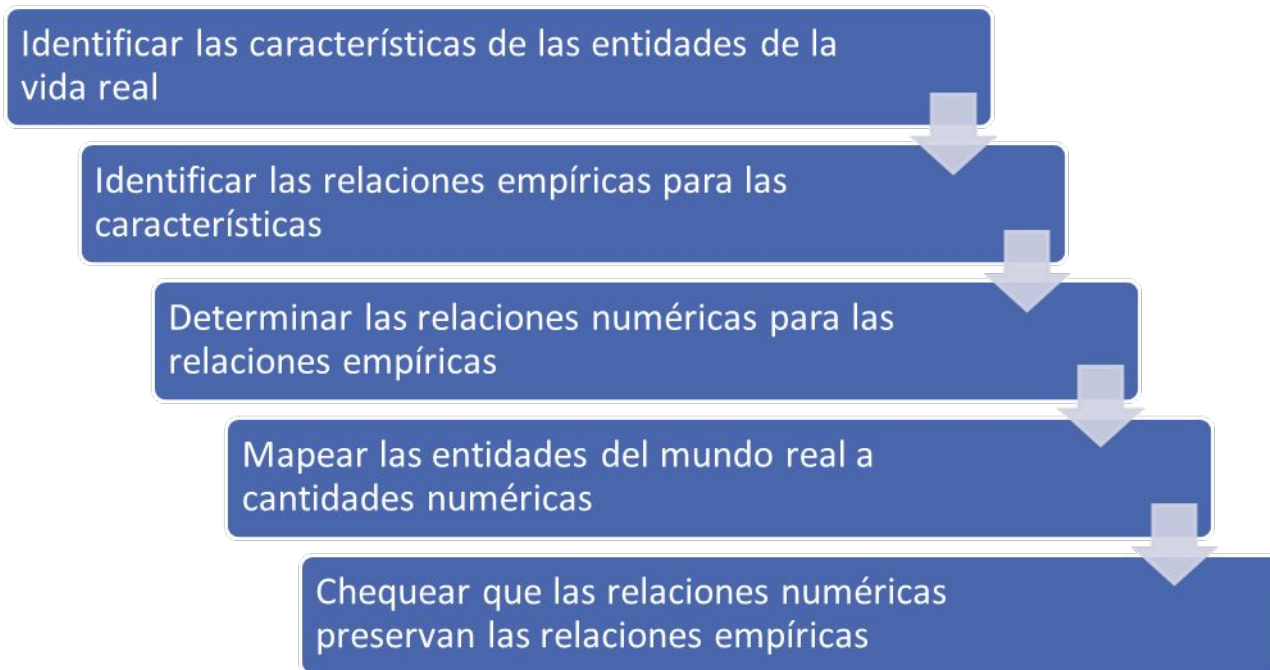 Identificar las características de las entidades de la
vida real
Identificar las relaciones empíricas para las
características
Determinar las relaciones numéricas para las
relaciones empíricas
Mapear las entidades del mundo real a
cantidades numéricas
Chequear que las relaciones numéricas
preservan las relaciones empíricas